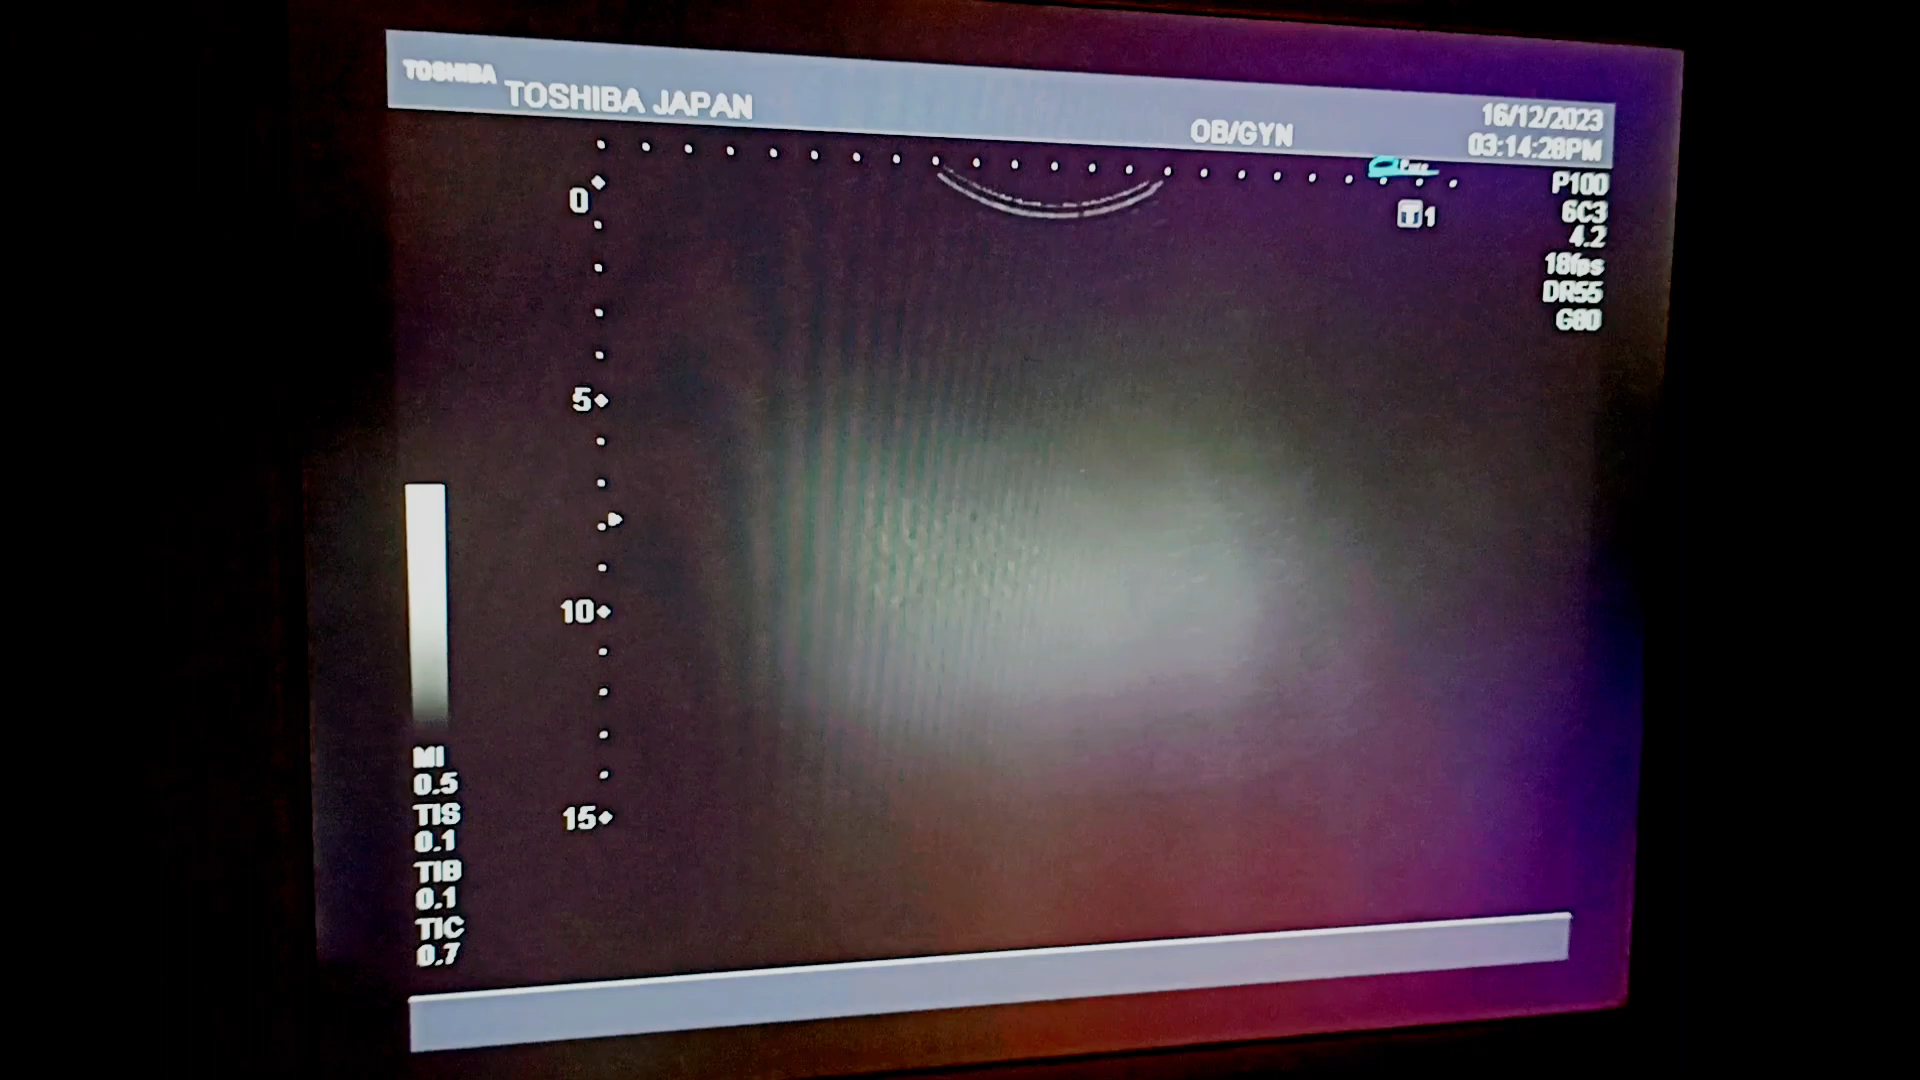 TOSHIBA
TOSHIBA JAPAN
OB/GYN
16/12/2023
03:14:28PM
P100
6C3
4.2
18fps
DR55
G80
T 1
0
5
10
15
MI
0.5
TIS
0.1
TIB
0.1
TIC
0.7